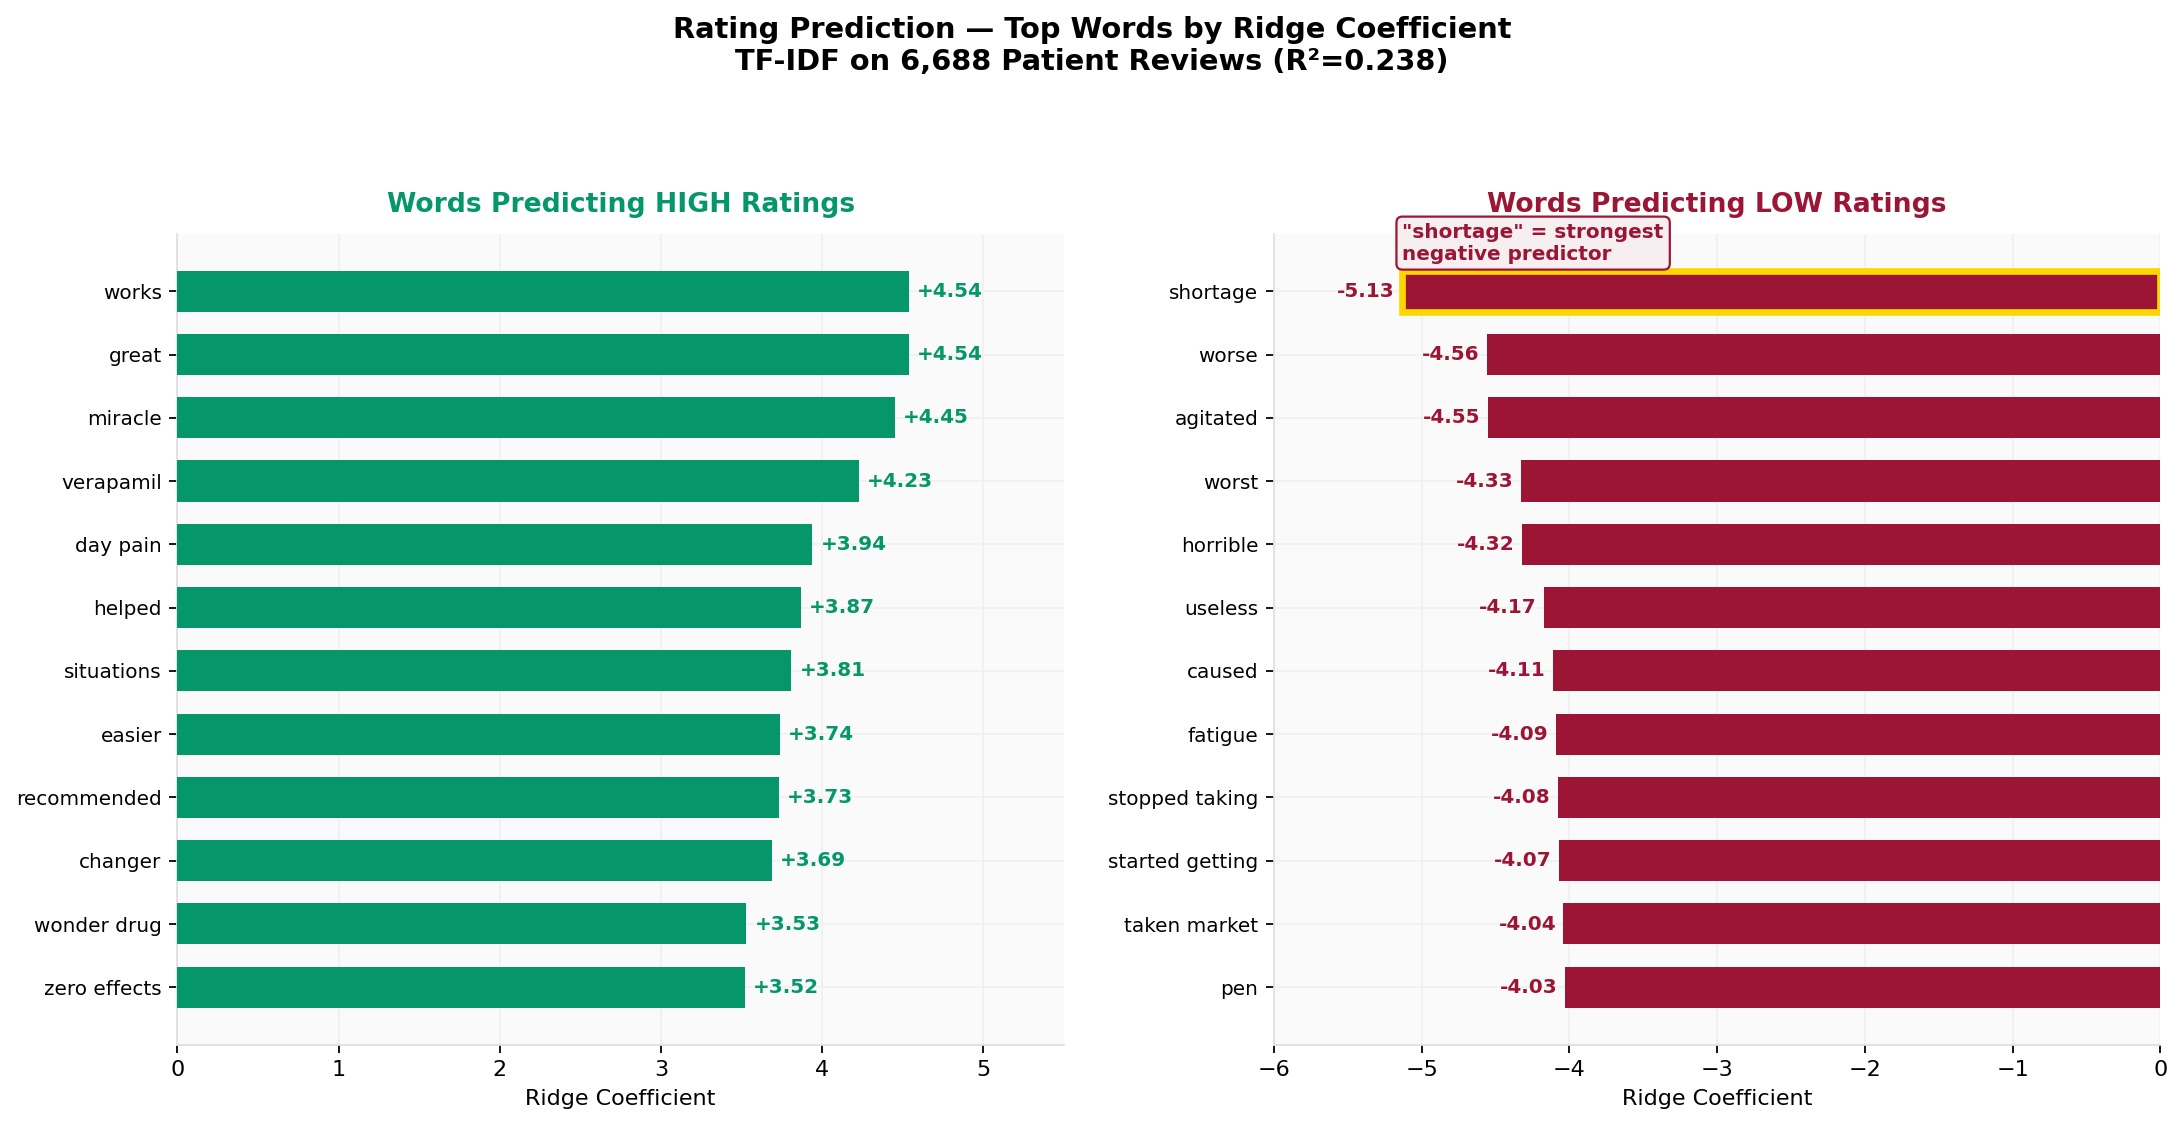 Rating Prediction — Top Words by Ridge Coefficient
TF-IDF on 6,688 Patient Reviews (R²=0.238)
Words Predicting HIGH Ratings
works +4.54
great +4.54
miracle +4.45
verapamil +4.23
day pain +3.94
helped +3.87
situations +3.81
easier +3.74
recommended +3.73
changer +3.69
wonder drug +3.53
zero effects +3.52
0 1 2 3 4 5
Ridge Coefficient
Words Predicting LOW Ratings
"shortage" = strongest
negative predictor
shortage -5.13
worse -4.56
agitated -4.55
worst -4.33
horrible -4.32
useless -4.17
caused -4.11
fatigue -4.09
stopped taking -4.08
started getting -4.07
taken market -4.04
pen -4.03
−6 −5 −4 −3 −2 −1 0
Ridge Coefficient